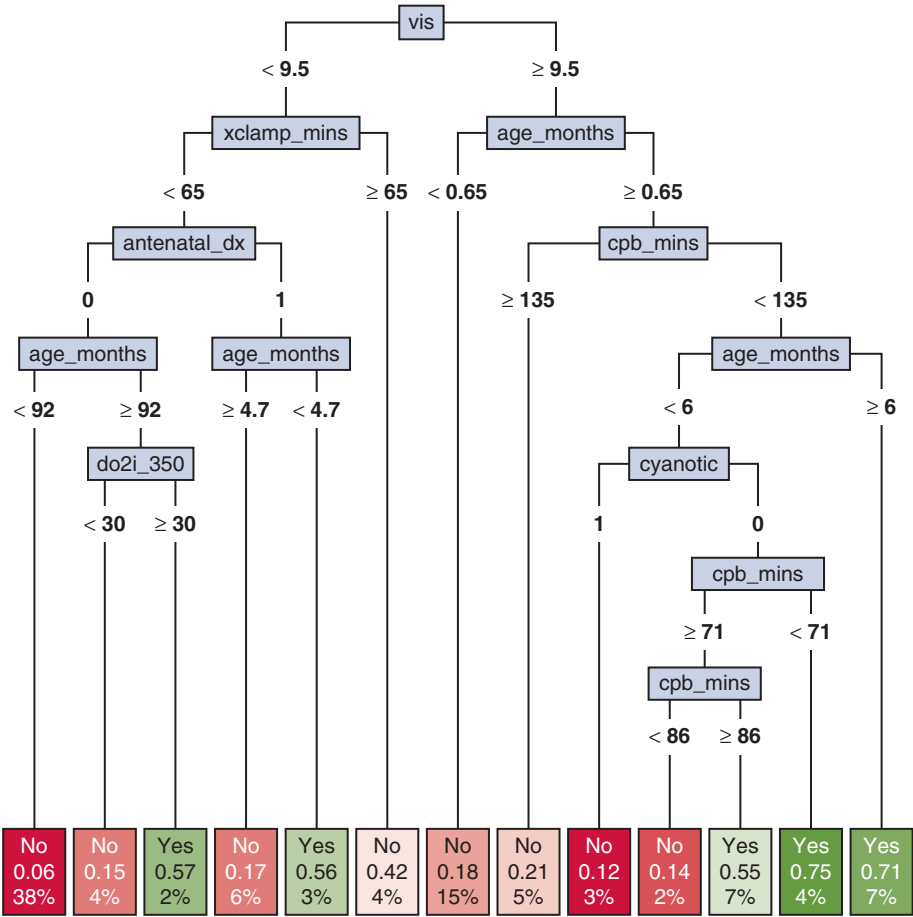 vis
< 9.5 ≥ 9.5
xclamp_mins age_months
< 65 ≥ 65 < 0.65 ≥ 0.65
antenatal_dx cpb_mins
0 1 ≥ 135 < 135
age_months age_months age_months
< 92 ≥ 92 ≥ 4.7 < 4.7 < 6 ≥ 6
do2i_350 cyanotic
< 30 ≥ 30 1 0
cpb_mins
≥ 71 < 71
cpb_mins
< 86 ≥ 86
No No Yes No Yes No No No No No Yes Yes Yes
0.06 0.15 0.57 0.17 0.56 0.42 0.18 0.21 0.12 0.14 0.55 0.75 0.71
38% 4% 2% 6% 3% 4% 15% 5% 3% 2% 7% 4% 7%